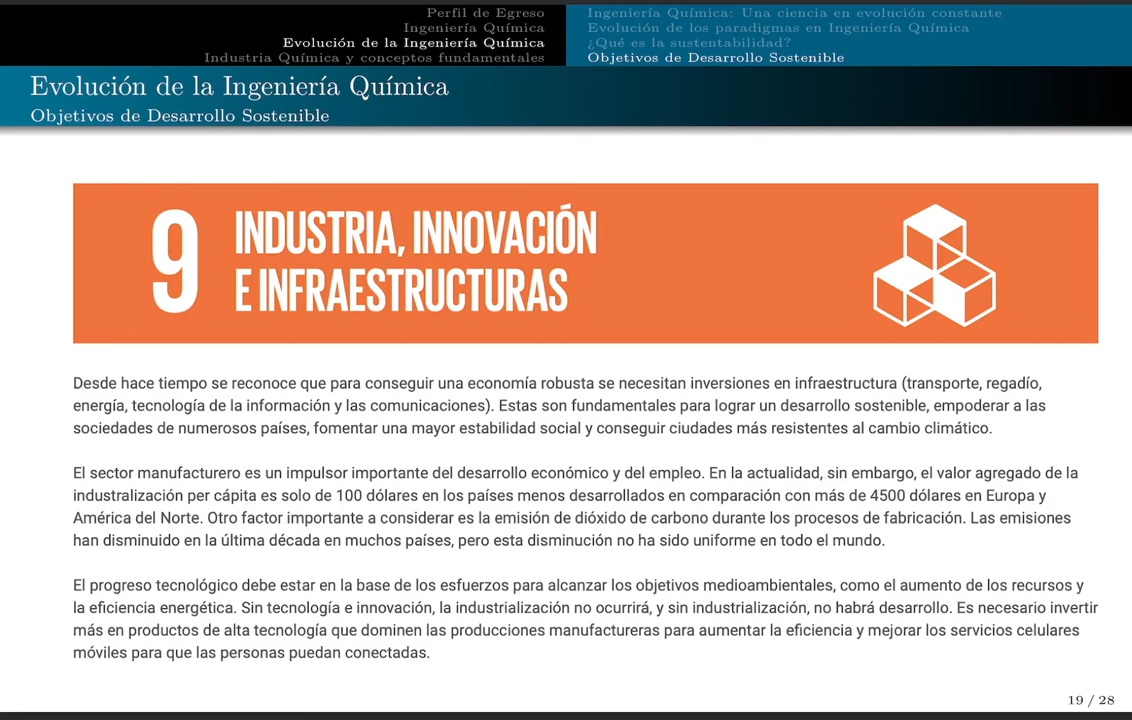 Perfil de Egreso
Ingeniería Química
Evolución de la Ingeniería Química
Industria Química y conceptos fundamentales
Ingeniería Química: Una ciencia en evolución constante
Evolución de los paradigmas en Ingeniería Química
¿Qué es la sustentabilidad?
Objetivos de Desarrollo Sostenible
Evolución de la Ingeniería Química
Objetivos de Desarrollo Sostenible
9
INDUSTRIA, INNOVACIÓN
E INFRAESTRUCTURAS
Desde hace tiempo se reconoce que para conseguir una economía robusta se necesitan inversiones en infraestructura (transporte, regadío,
energía, tecnología de la información y las comunicaciones). Estas son fundamentales para lograr un desarrollo sostenible, empoderar a las
sociedades de numerosos países, fomentar una mayor estabilidad social y conseguir ciudades más resistentes al cambio climático.
El sector manufacturero es un impulsor importante del desarrollo económico y del empleo. En la actualidad, sin embargo, el valor agregado de la
industralización per cápita es solo de 100 dólares en los países menos desarrollados en comparación con más de 4500 dólares en Europa y
América del Norte. Otro factor importante a considerar es la emisión de dióxido de carbono durante los procesos de fabricación. Las emisiones
han disminuido en la última década en muchos países, pero esta disminución no ha sido uniforme en todo el mundo.
El progreso tecnológico debe estar en la base de los esfuerzos para alcanzar los objetivos medioambientales, como el aumento de los recursos y
la eficiencia energética. Sin tecnología e innovación, la industrialización no ocurrirá, y sin industrialización, no habrá desarrollo. Es necesario invertir
más en productos de alta tecnología que dominen las producciones manufactureras para aumentar la eficiencia y mejorar los servicios celulares
móviles para que las personas puedan conectadas.
19 / 28